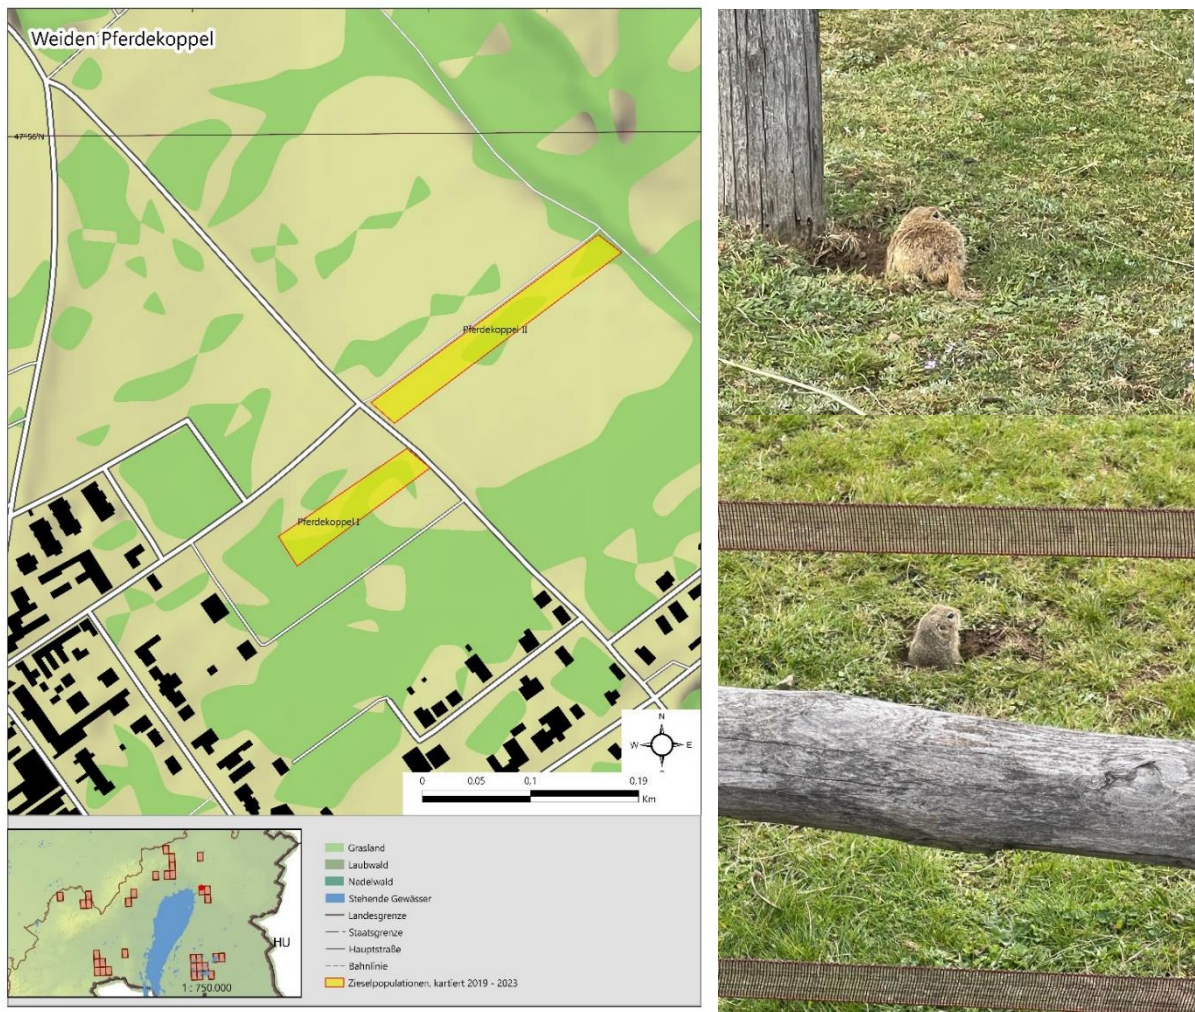 Weiden Pferdekoppel
47°56'N
Pferdekoppel II
Pferdekoppel I
N
W E
0 0,05 0,1 0,19
Km
HU
1 : 750.000
Grasland
Laubwald
Nadelwald
Stehende Gewässer
Landesgrenze
Staatsgrenze
Hauptstraße
Bahnlinie
Zieselpopulationen, kartiert 2019 - 2023